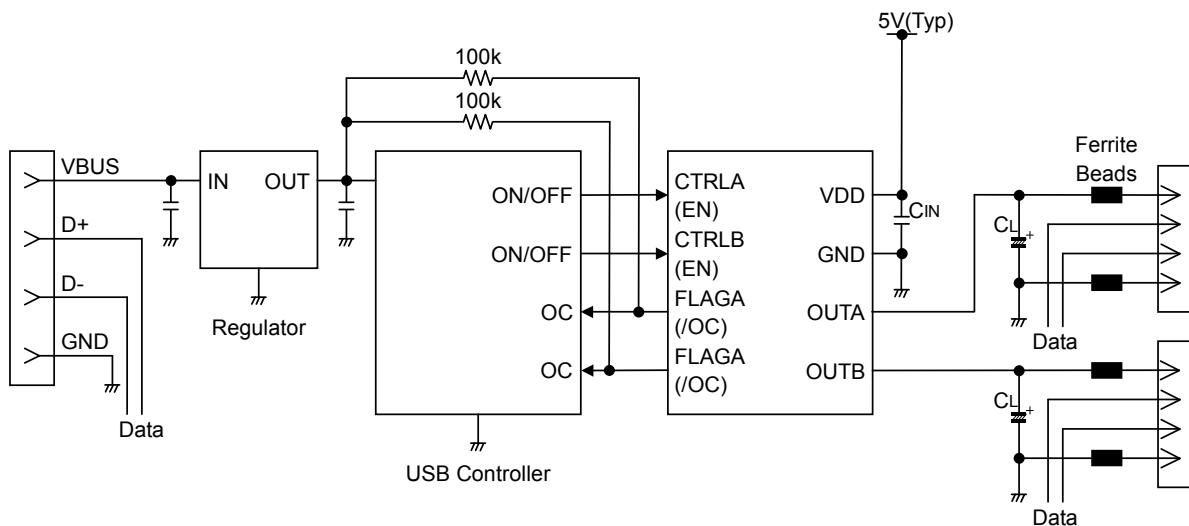 5V(Typ)
100k
100k
Ferrite
Beads
VBUS
IN
OUT
ON/OFF
CTRLA
(EN)
VDD
CIN
CL
+
D+
ON/OFF
CTRLB
(EN)
GND
D-
Regulator
OC
FLAGA
(/OC)
OUTA
Data
GND
OC
FLAGA
(/OC)
OUTB
CL
+
Data
USB Controller
Data